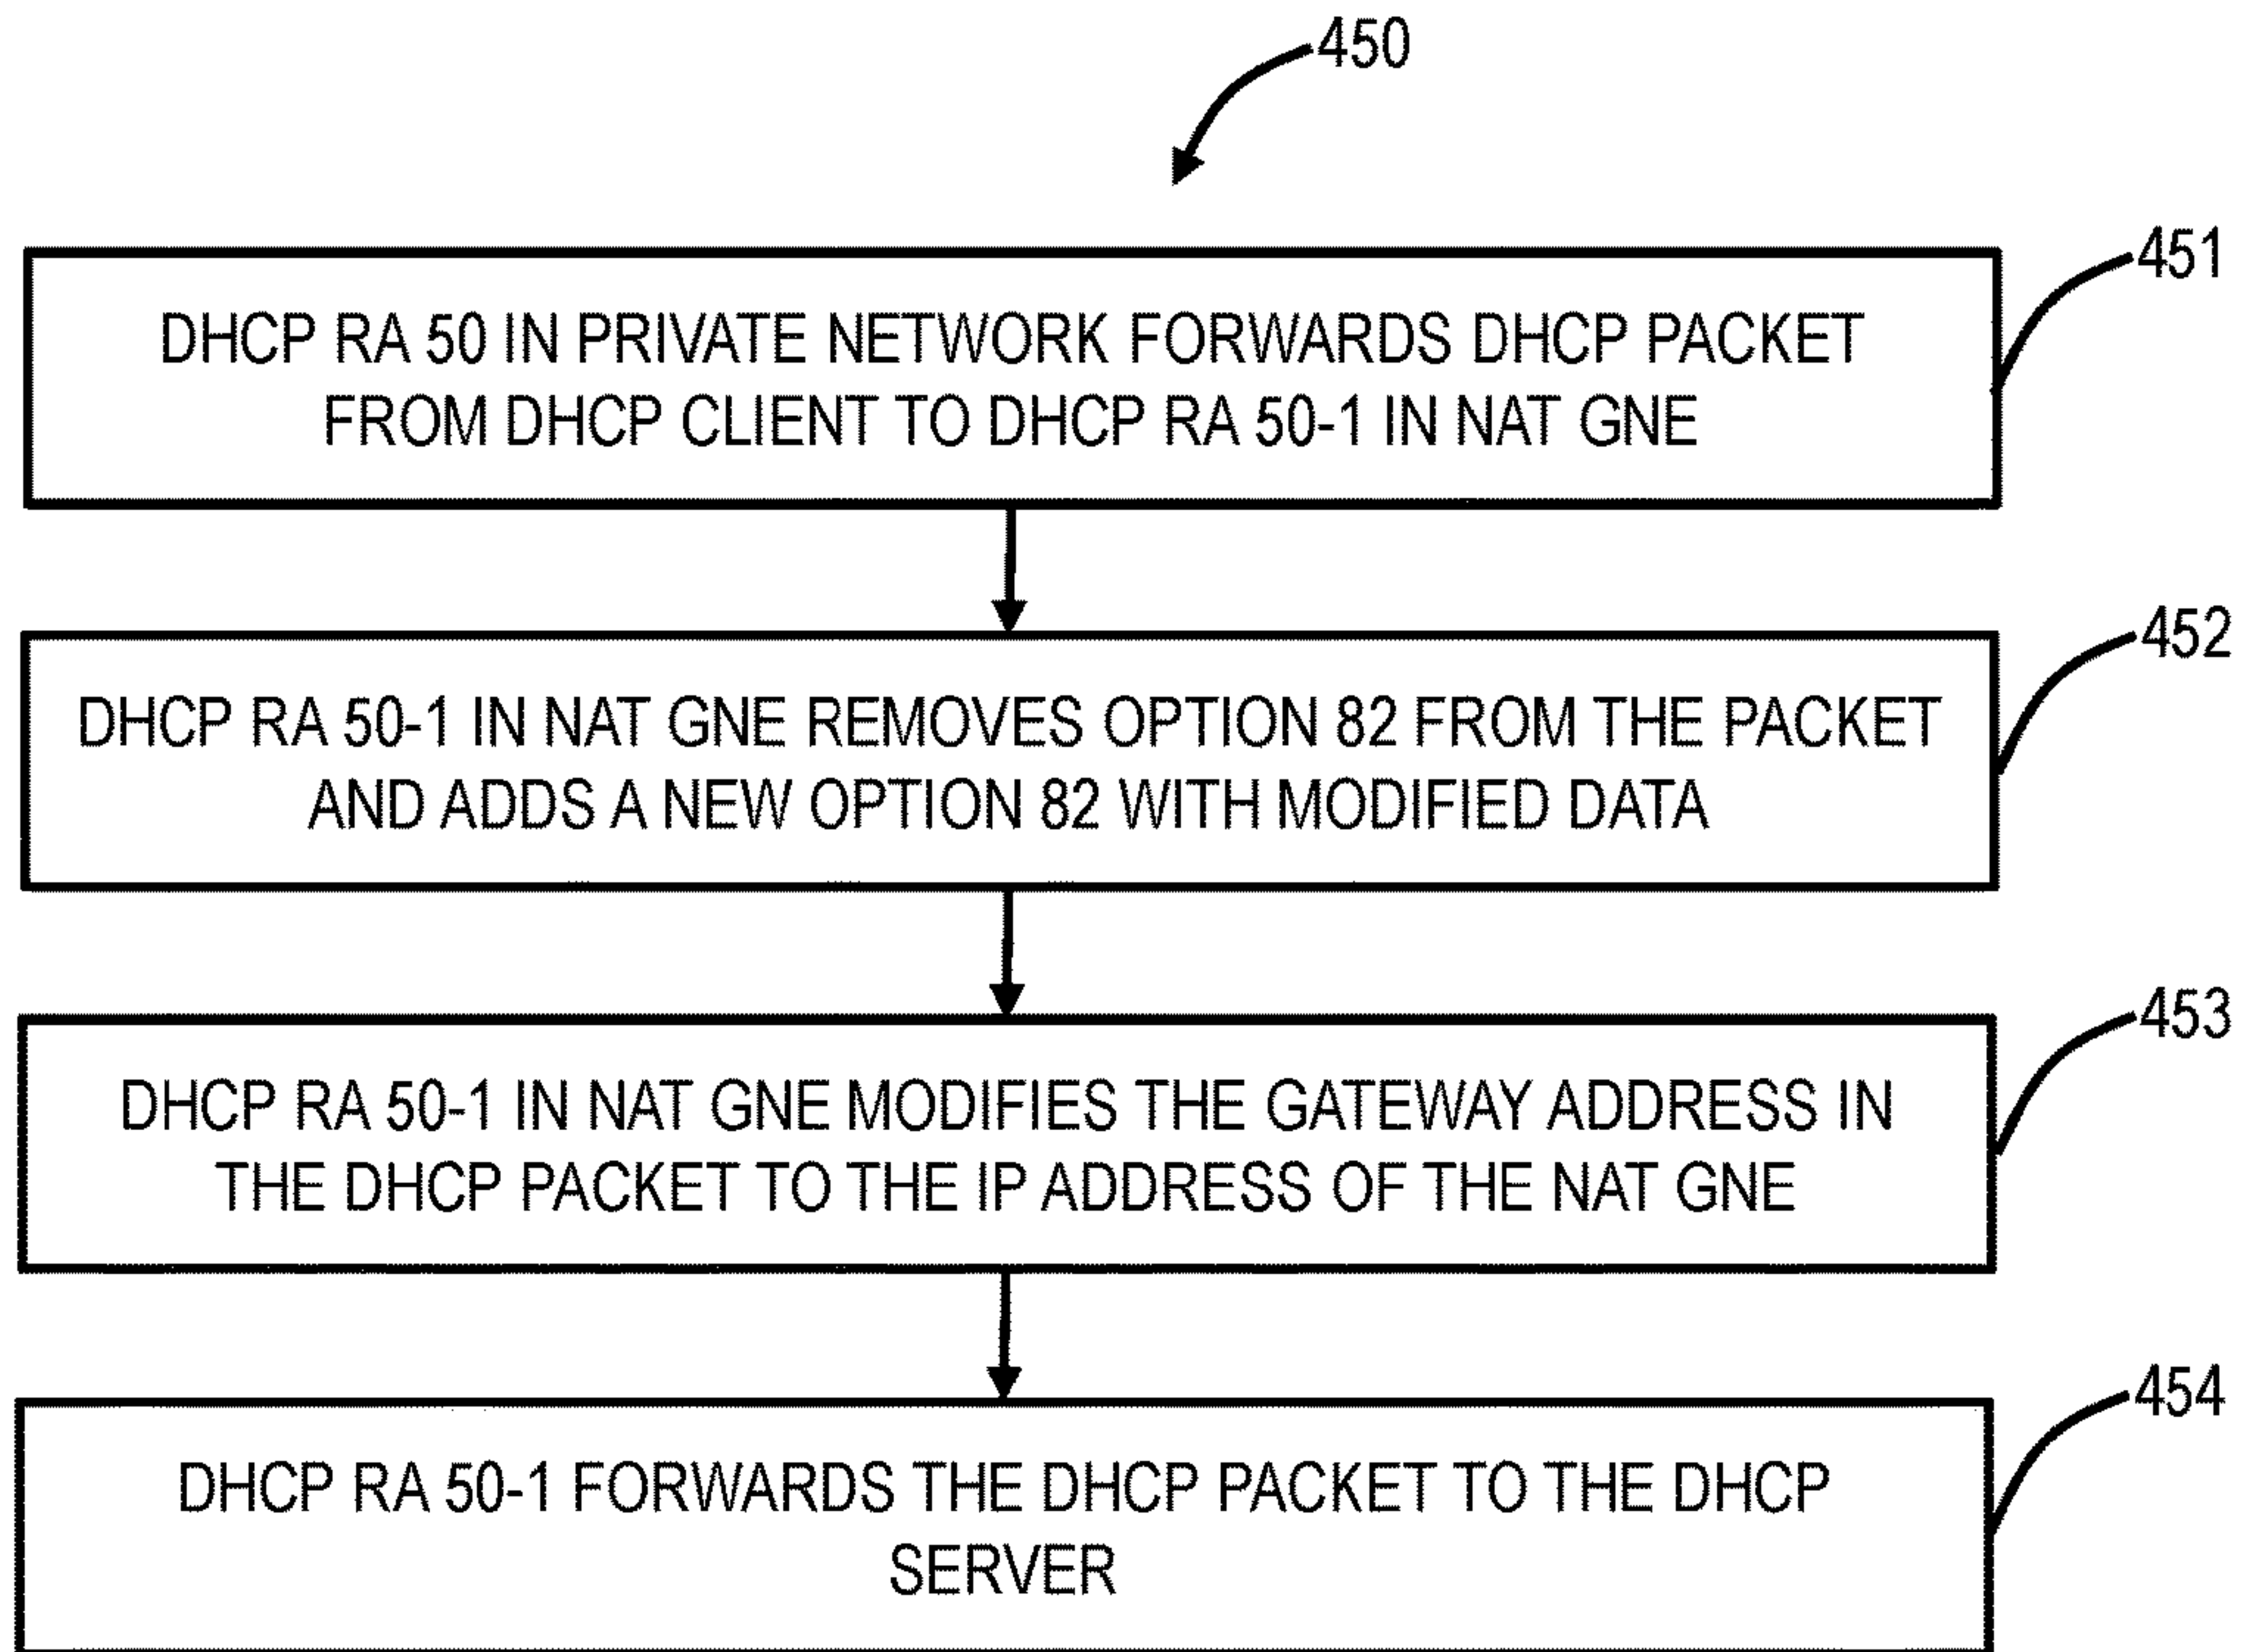 450
451
DHCP RA 50 IN PRIVATE NETWORK FORWARDS DHCP PACKET
FROM DHCP CLIENT TO DHCP RA 50-1 IN NAT GNE
452
DHCP RA 50-1 IN NAT GNE REMOVES OPTION 82 FROM THE PACKET
AND ADDS A NEW OPTION 82 WITH MODIFIED DATA
453
DHCP RA 50-1 IN NAT GNE MODIFIES THE GATEWAY ADDRESS IN
THE DHCP PACKET TO THE IP ADDRESS OF THE NAT GNE
454
DHCP RA 50-1 FORWARDS THE DHCP PACKET TO THE DHCP
SERVER